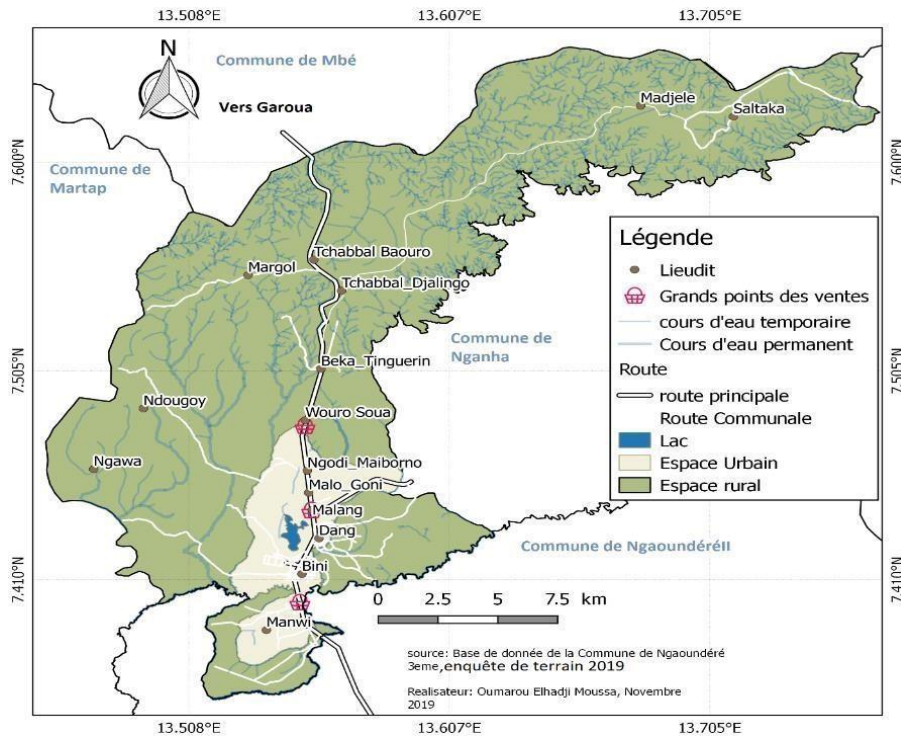 13.508°E
13.607°E
13.705°E
N
Commune de Mbé
Vers Garoua
Madjele
Saltaka
7.600°N
7.600°N
Commune de
Martap
Tchabbal Baouro
Margol
Tchabbal_Djalingo
Commune de
Nganha
Beka_Tinguerin
7.505°N
7.505°N
Ndougoy
Wouro Soua
Ngawa
Ngodi_Maiborno
Malo_Goni
Malang
Dang
Bini
Commune de NgaoundéréII
7.410°N
7.410°N
Manwi
Légende
Lieudit
Grands points des ventes
cours d'eau temporaire
Cours d'eau permanent
Route
route principale
Route Communale
Lac
Espace Urbain
Espace rural
0 2.5 5 7.5 km
source: Base de donnée de la Commune de Ngaoundéré
3eme,enquête de terrain 2019
Realisateur: Oumarou Elhadji Moussa, Novembre
2019
13.508°E
13.607°E
13.705°E